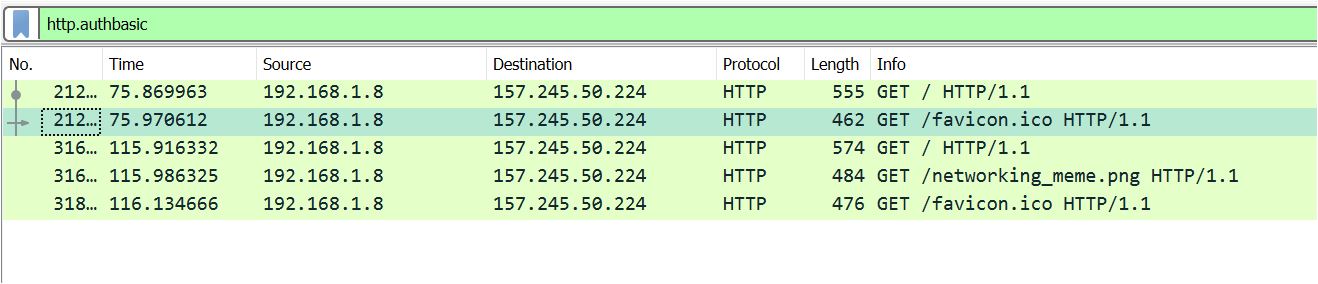 http.authbasic
No. Time Source Destination Protocol Length Info
212... 75.869963 192.168.1.8 157.245.50.224 HTTP 555 GET / HTTP/1.1
212... 75.970612 192.168.1.8 157.245.50.224 HTTP 462 GET /favicon.ico HTTP/1.1
316... 115.916332 192.168.1.8 157.245.50.224 HTTP 574 GET / HTTP/1.1
316... 115.986325 192.168.1.8 157.245.50.224 HTTP 484 GET /networking_meme.png HTTP/1.1
318... 116.134666 192.168.1.8 157.245.50.224 HTTP 476 GET /favicon.ico HTTP/1.1